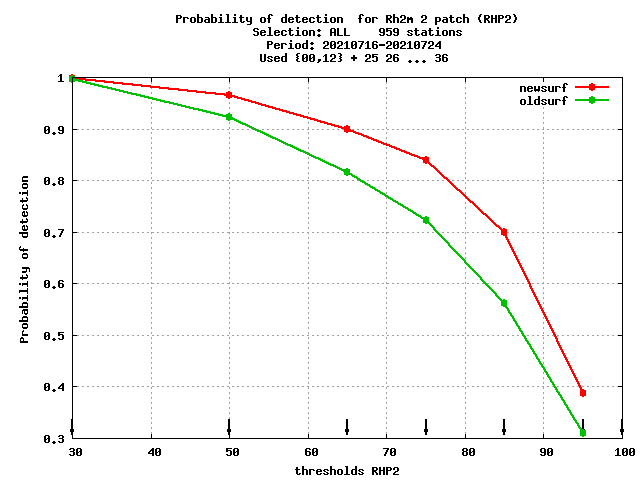 Probability of detection  for Rh2m 2 patch (RHP2)
Selection: ALL    959 stations
Period: 20210716-20210724
Used {00,12} + 25 26 ... 36
newsurf
oldsurf
1
0.9
0.8
0.7
0.6
0.5
0.4
0.3
Probability of detection
30 40 50 60 70 80 90 100
thresholds RHP2